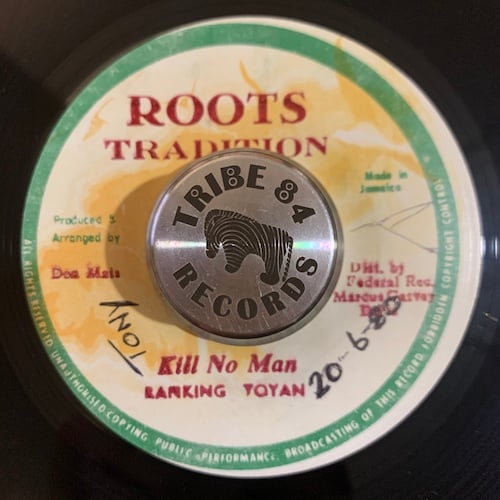 ROOTS
TRADITION
Made in
Jamaica
TRIBE 84
RECORDS
Produced &
Arranged by
Don Mais
Dist. by
Federal Rec.
Marcus Garvey
TONY
20-6-80
Kill No Man
RANKING TOYAN
ALL RIGHTS RESERVED UNAUTHORISED COPYING PUBLIC PERFORMANCE. BROADCASTING OF THIS RECORD FORBIDDEN COPYRIGHT CONTROL